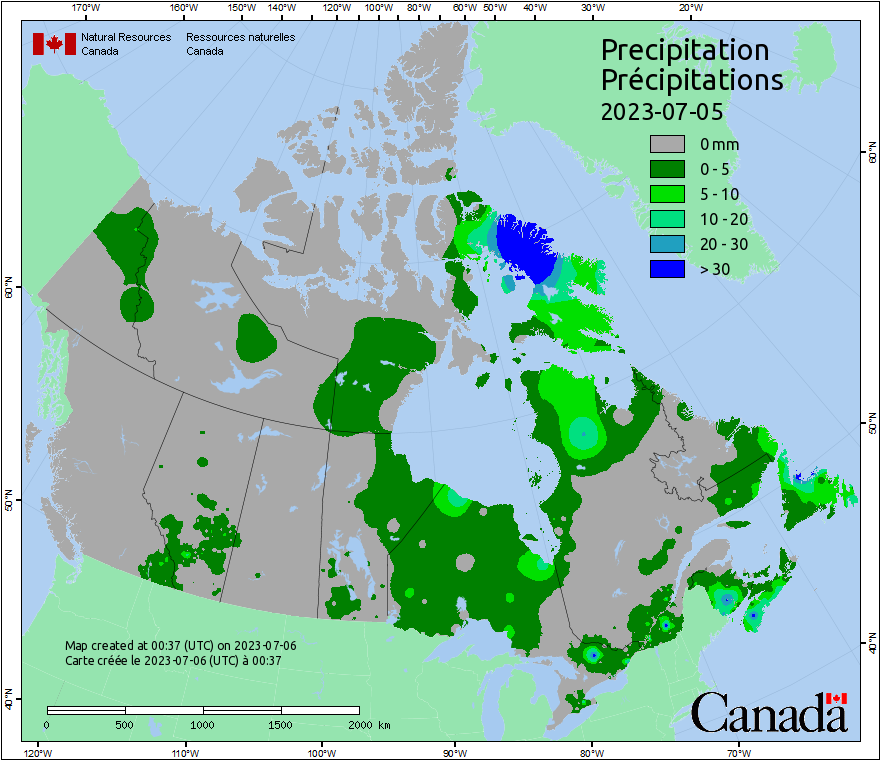 170°W 160°W 150°W 140°W 130°W 120°W 110°W 100°W 90°W 80°W 60°W 50°W 40°W 30°W 20°W
Natural Resources Ressources naturelles
Canada Canada
Precipitation
Précipitations
2023-07-05
0 mm
0 - 5
5 - 10
10 - 20
20 - 30
> 30
60°N
60°N
50°N
50°N
40°N
40°N
Map created at 00:37 (UTC) on 2023-07-06
Carte créée le 2023-07-06 (UTC) à 00:37
0 500 1000 1500 2000 km
Canada
120°W 110°W 100°W 90°W 80°W 70°W